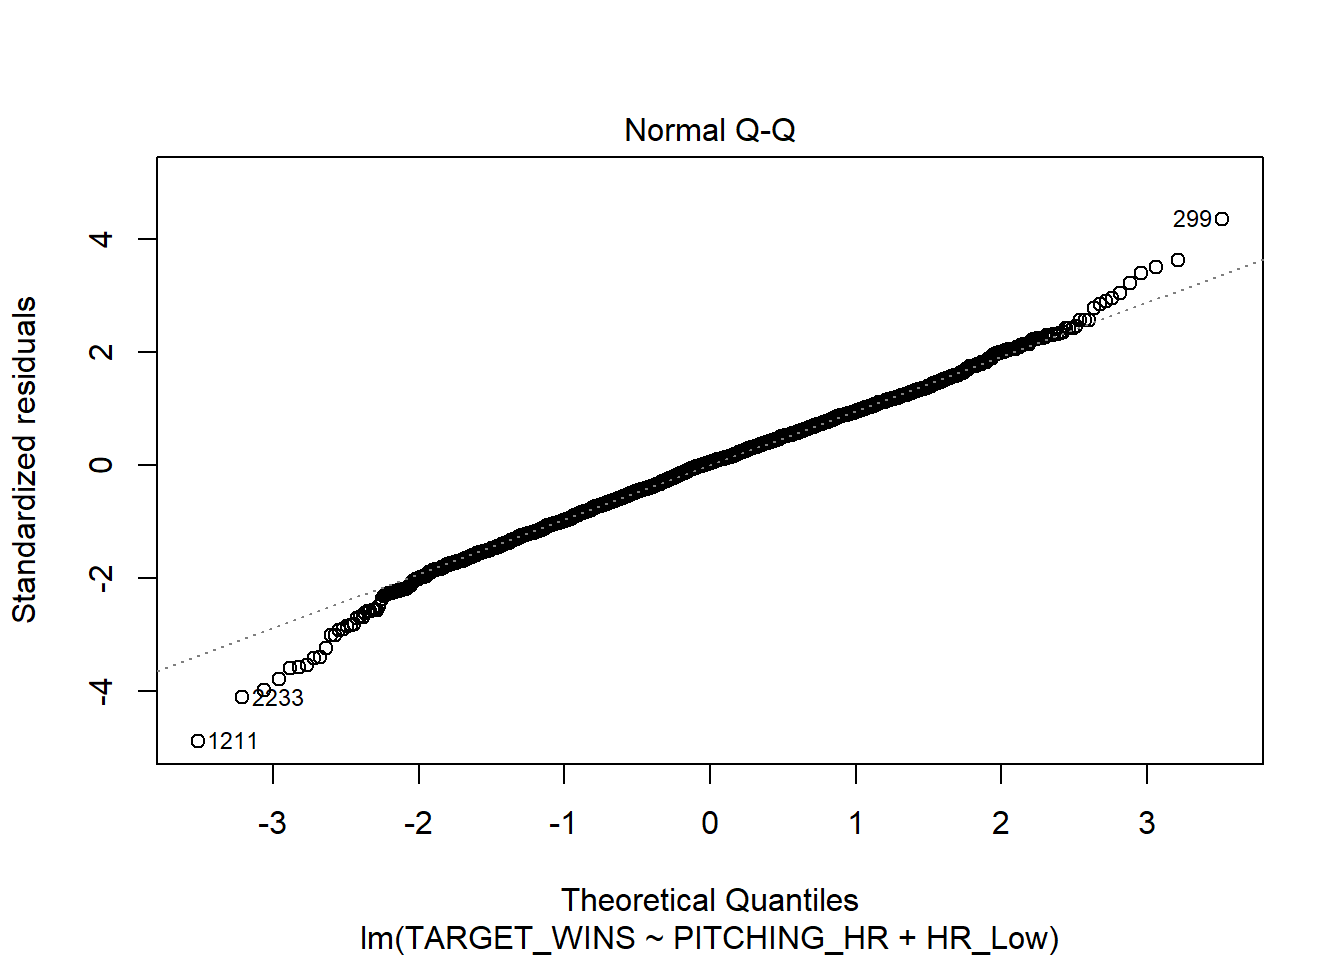 Normal Q-Q
299
4
2
0
-2
-4
2233
1211
Standardized residuals
-3 -2 -1 0 1 2 3
Theoretical Quantiles
lm(TARGET_WINS ~ PITCHING_HR + HR_Low)